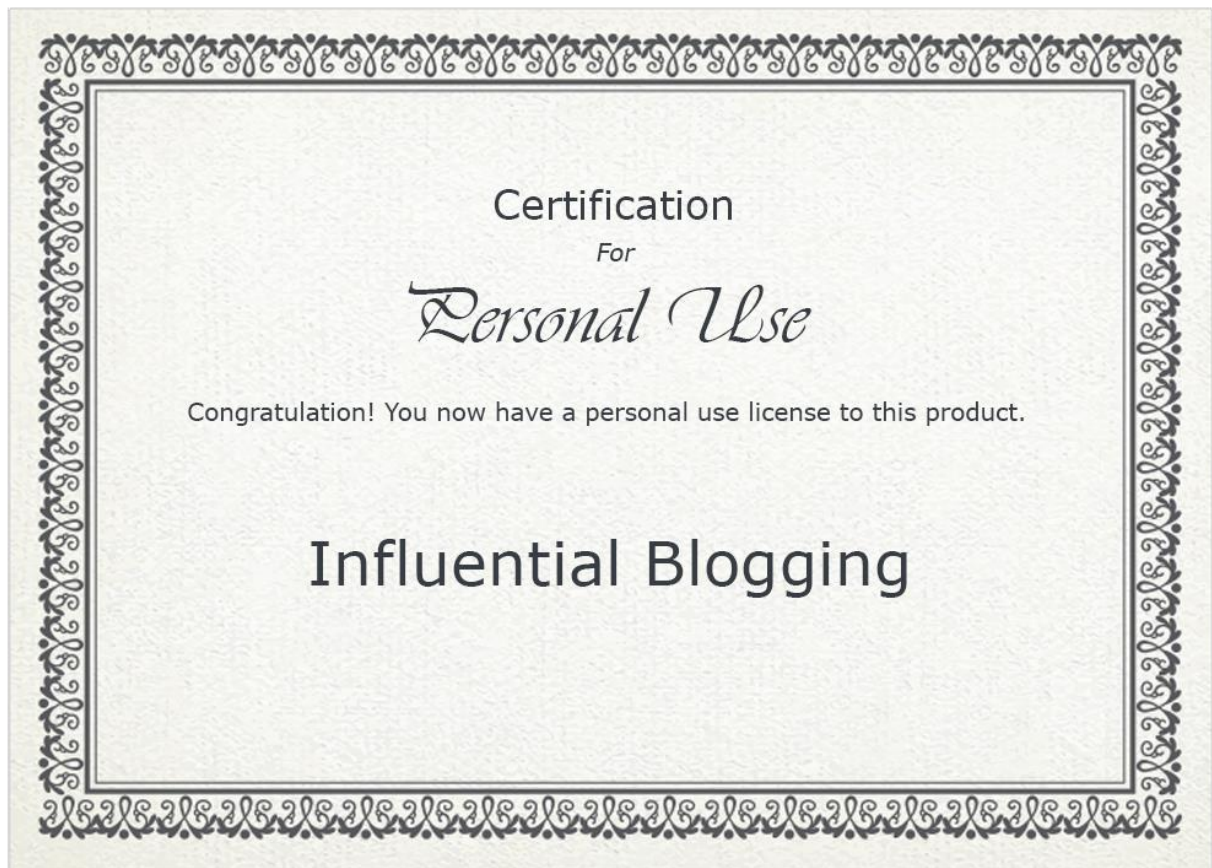 Certification
For
Personal Use
Congratulation! You now have a personal use license to this product.
Influential Blogging